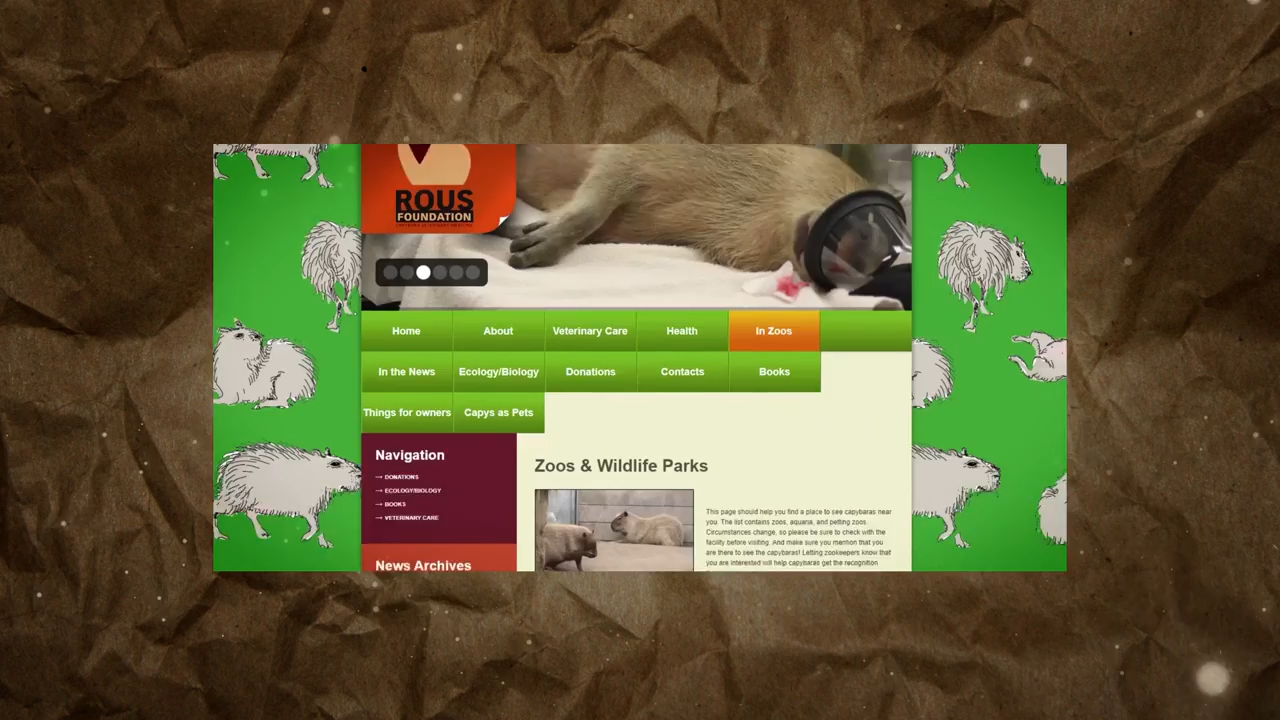 ROUS
FOUNDATION
Home
About
Veterinary Care
Health
In Zoos
In the News
Ecology/Biology
Donations
Contacts
Books
Things for owners
Capys as Pets
Navigation
→ DONATIONS
→ ECOLOGY/BIOLOGY
→ BOOKS
→ VETERINARY CARE
News Archives
Zoos & Wildlife Parks
This page should help you find a place to see capybaras near
you. The list contains zoos, aquaria, and petting zoos.
Circumstances change, so please be sure to check with the
facility before visiting. And make sure you mention that you
are there to see the capybaras! Letting zookeepers know that
you are interested will help capybaras get the recognition